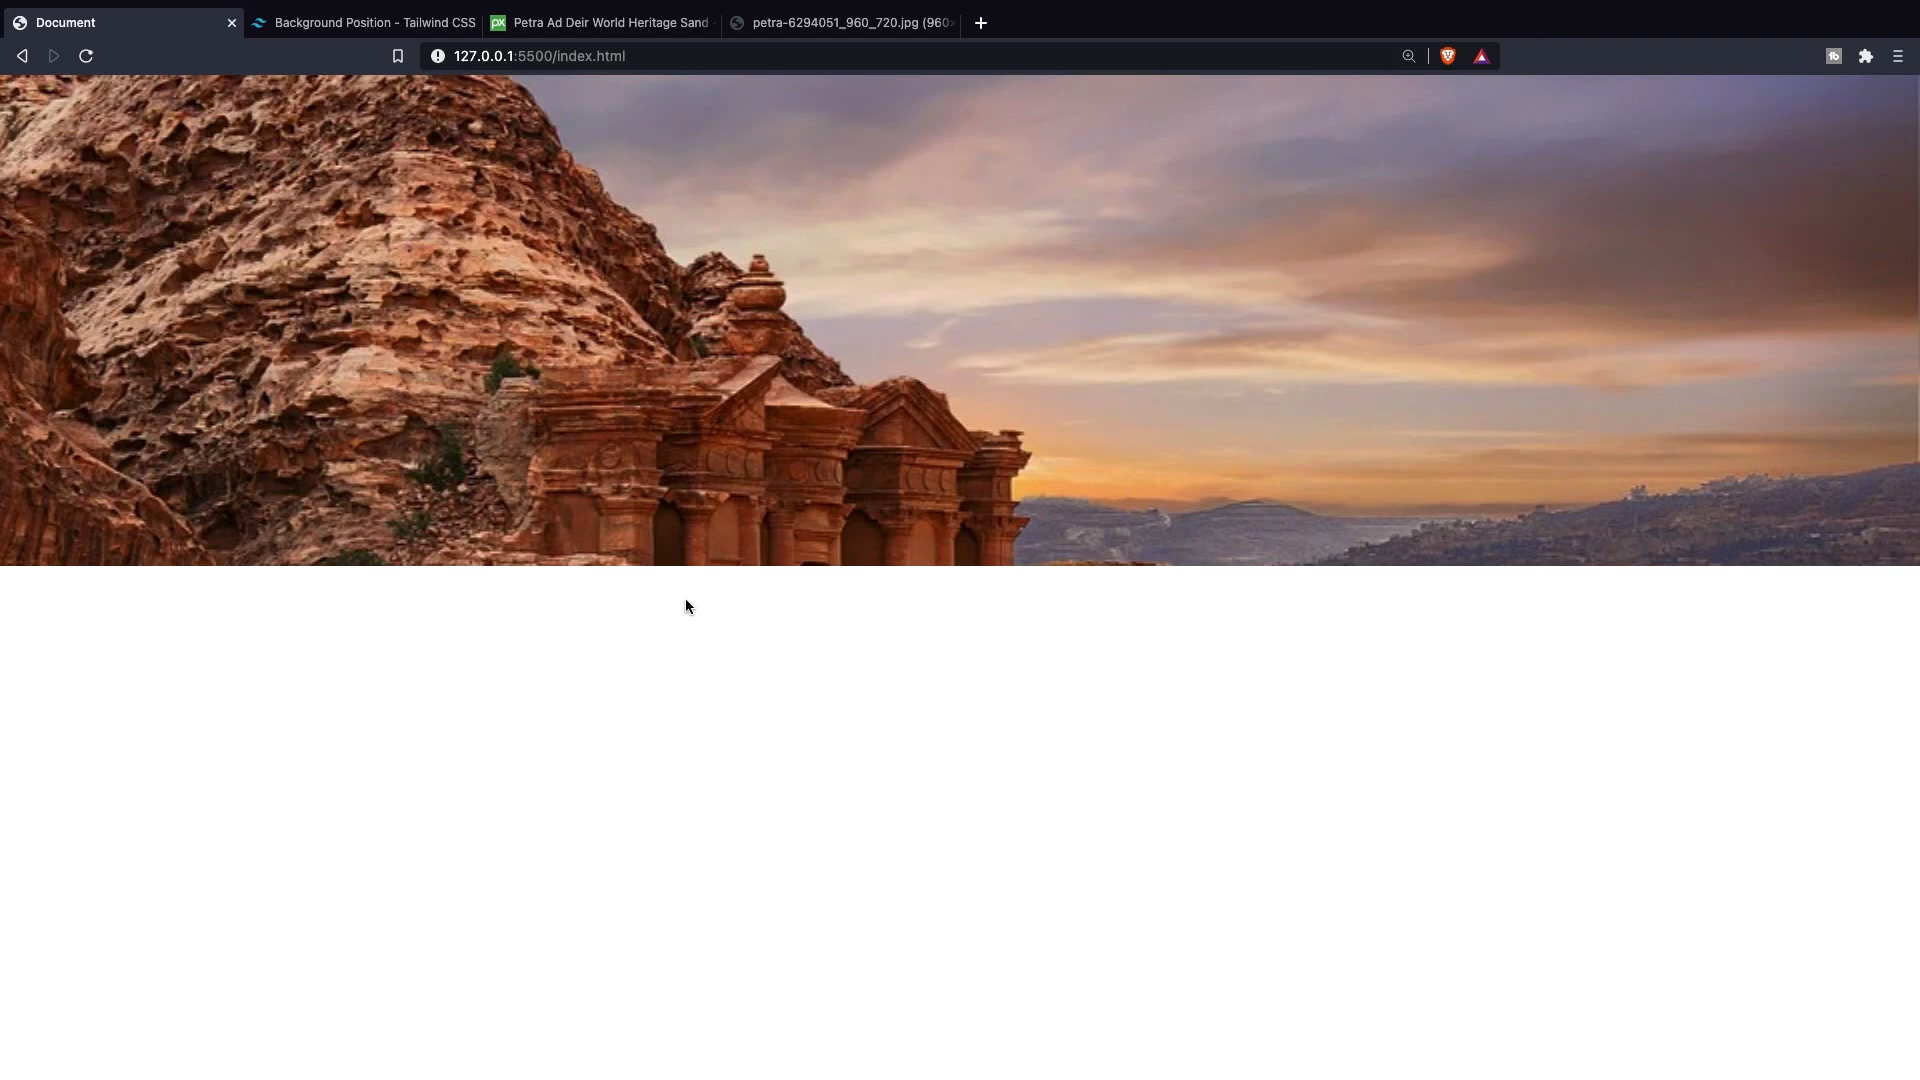 Document
Background Position - Tailwind CSS
px Petra Ad Deir World Heritage Sand
petra-6294051_960_720.jpg (960
127.0.0.1:5500/index.html